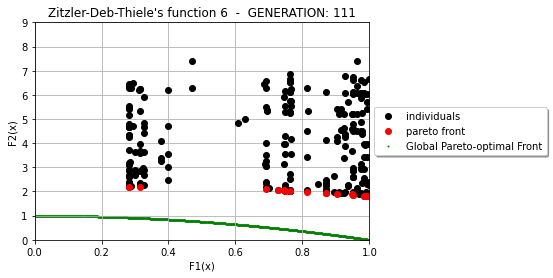 Zitzler-Deb-Thiele's function 6 - GENERATION: 111
9
8
7
6
5
4
3
2
1
0
F2(x)
0.0 0.2 0.4 0.6 0.8 1.0
F1(x)
individuals
pareto front
Global Pareto-optimal Front